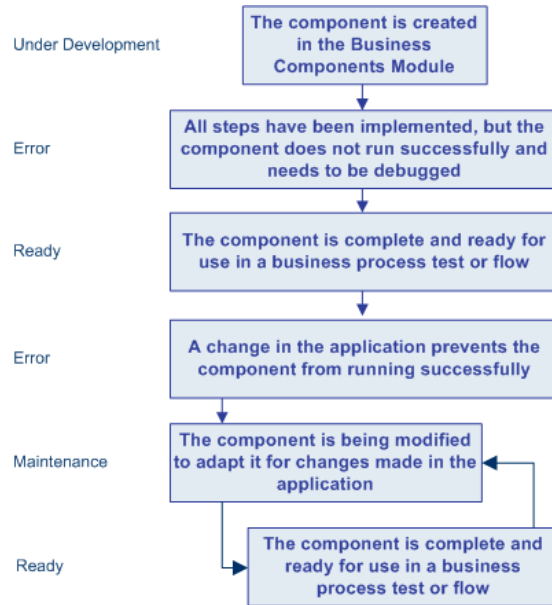 Under Development
The component is created
in the Business
Components Module
Error
All steps have been implemented, but the
component does not run successfully and
needs to be debugged
Ready
The component is complete and ready for
use in a business process test or flow
Error
A change in the application prevents the
component from running successfully
Maintenance
The component is being modified
to adapt it for changes made in the
application
Ready
The component is complete and
ready for use in a business
process test or flow